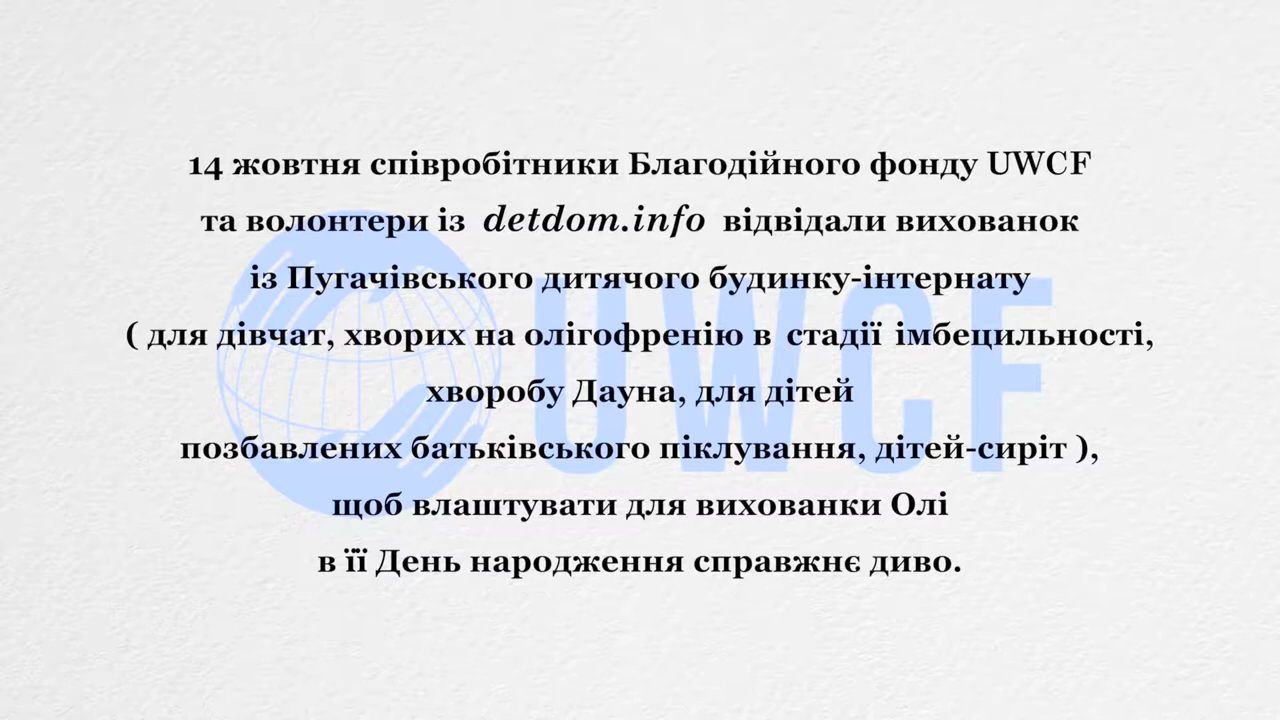 14 жовтня співробітники Благодійного фонду UWCF
та волонтери із detdom.info відвідали вихованок
із Пугачівського дитячого будинку-інтернату
( для дівчат, хворих на олігофренію в стадії імбецильності,
хворобу Дауна, для дітей
позбавлених батьківського піклування, дітей-сиріт ),
щоб влаштувати для вихованки Олі
в її День народження справжнє диво.
UWCF